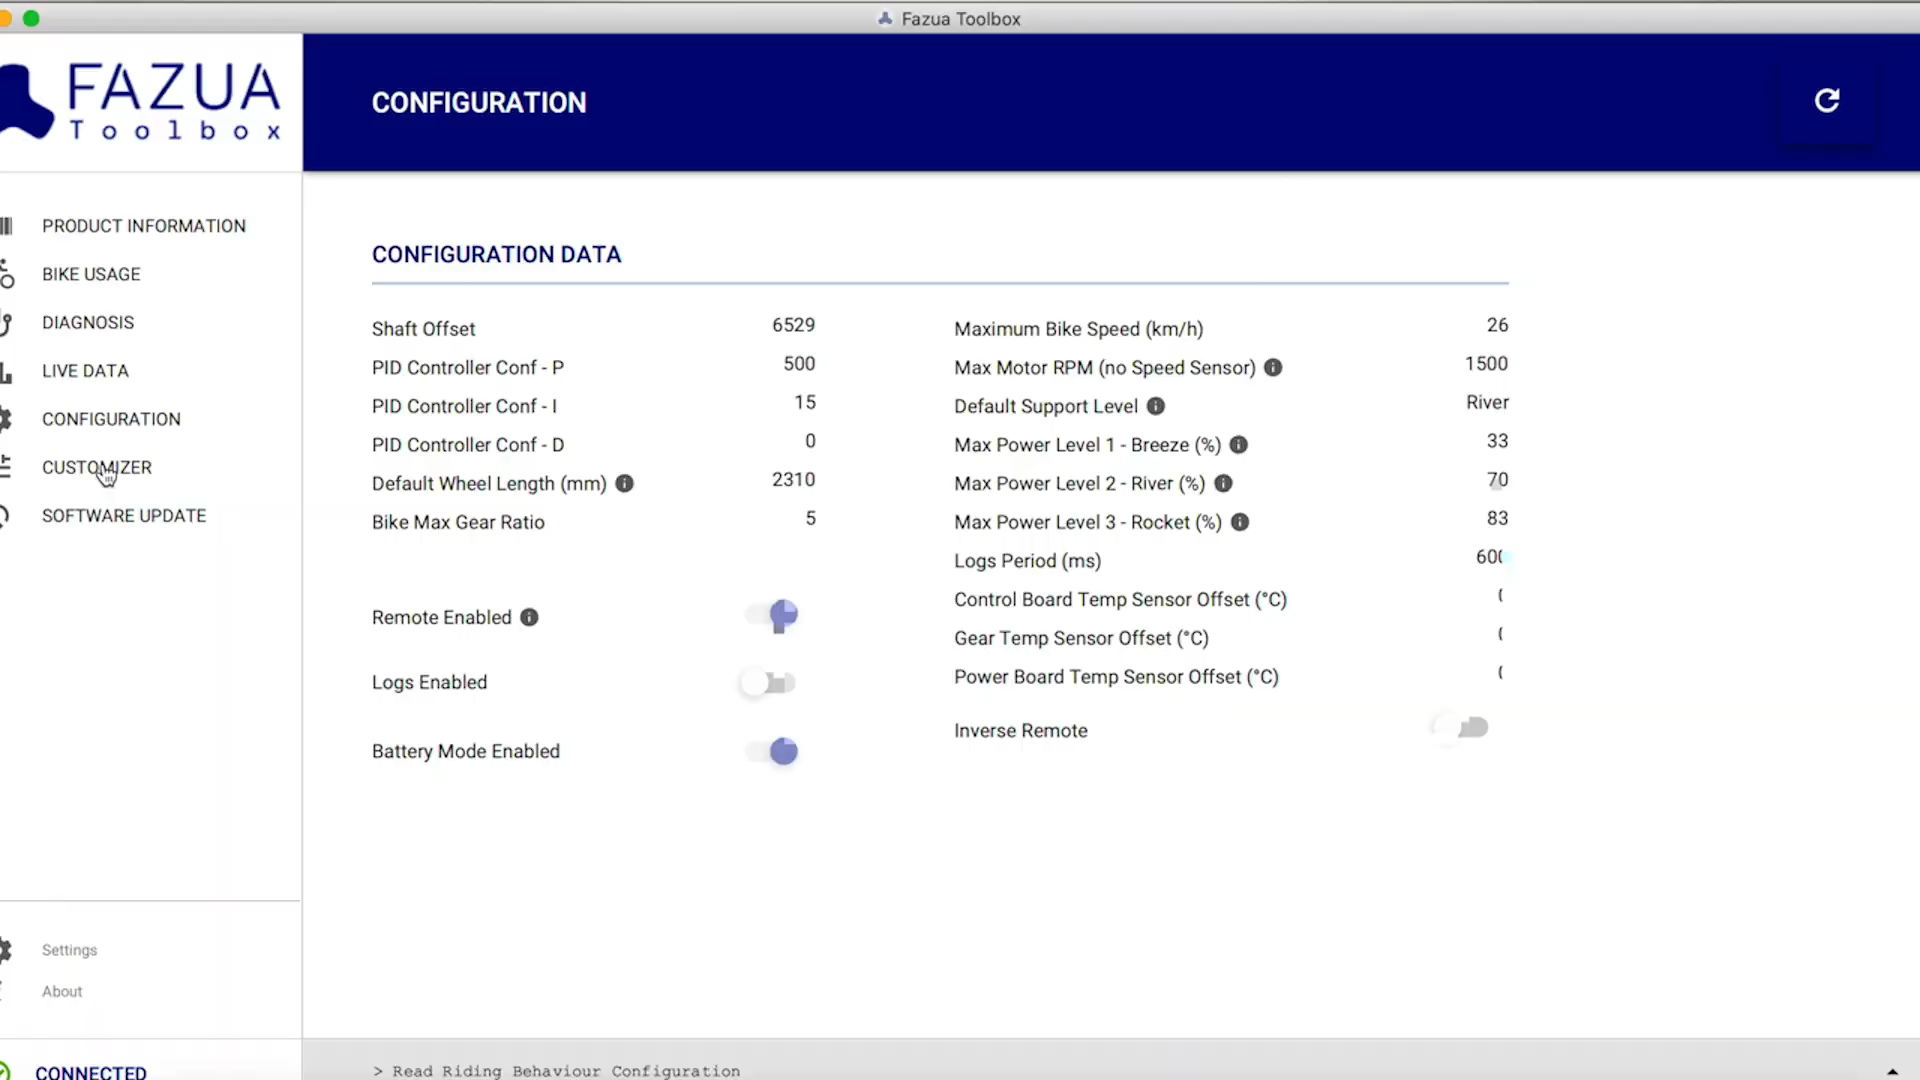 Fazua Toolbox
FAZUA
Toolbox
CONFIGURATION
PRODUCT INFORMATION
BIKE USAGE
DIAGNOSIS
LIVE DATA
CONFIGURATION
CUSTOMIZER
SOFTWARE UPDATE
Settings
About
CONNECTED
CONFIGURATION DATA
Shaft Offset 6529
PID Controller Conf - P 500
PID Controller Conf - I 15
PID Controller Conf - D 0
Default Wheel Length (mm) 2310
Bike Max Gear Ratio 5
Remote Enabled
Logs Enabled
Battery Mode Enabled
Maximum Bike Speed (km/h) 26
Max Motor RPM (no Speed Sensor) 1500
Default Support Level River
Max Power Level 1 - Breeze (%) 33
Max Power Level 2 - River (%) 70
Max Power Level 3 - Rocket (%) 83
Logs Period (ms) 600
Control Board Temp Sensor Offset (°C)
Gear Temp Sensor Offset (°C)
Power Board Temp Sensor Offset (°C)
Inverse Remote
> Read Riding Behaviour Configuration